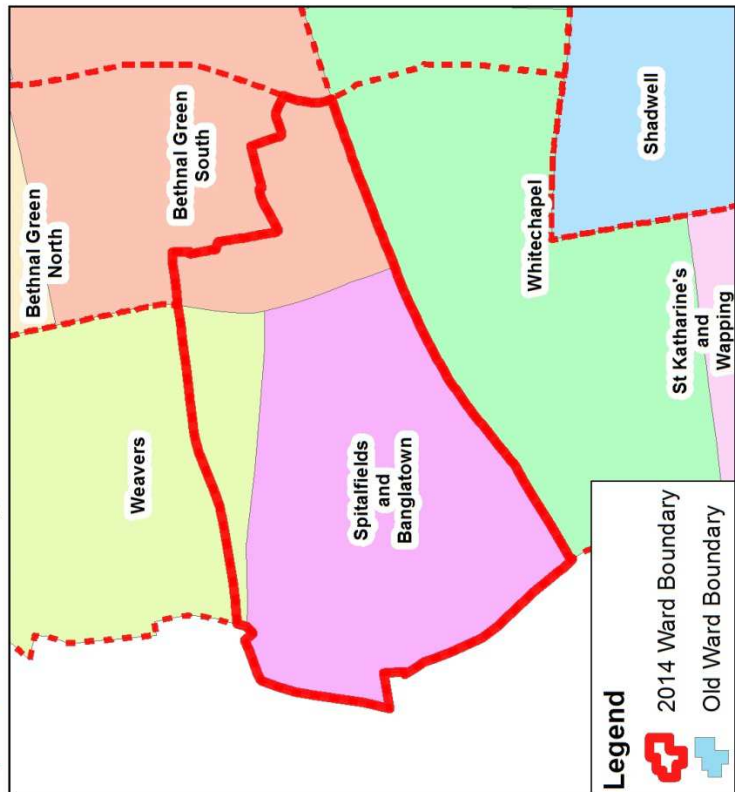 Bethnal Green
North
Bethnal Green
South
Weavers
Spitalfields
and
Banglatown
Whitechapel
Shadwell
St Katharine's
and
Wapping
Legend
2014 Ward Boundary
Old Ward Boundary